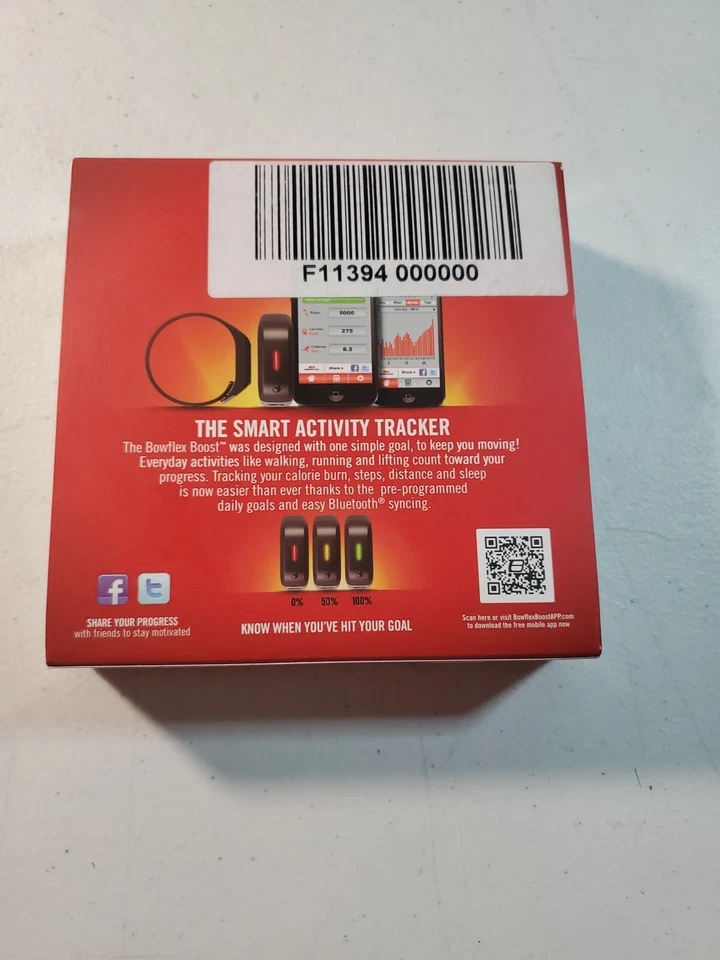 F11394 000000
5000
275
8.2
Share
THE SMART ACTIVITY TRACKER
The Bowflex Boost™ was designed with one simple goal, to keep you moving!
Everyday activities like walking, running and lifting count toward your
progress. Tracking your calorie burn, steps, distance and sleep
is now easier than ever thanks to the pre-programmed
daily goals and easy Bluetooth® syncing.
0% 50% 100%
SHARE YOUR PROGRESS
with friends to stay motivated
KNOW WHEN YOU'VE HIT YOUR GOAL
Scan here or visit BowflexBoostAPP.com
to download the free mobile app now